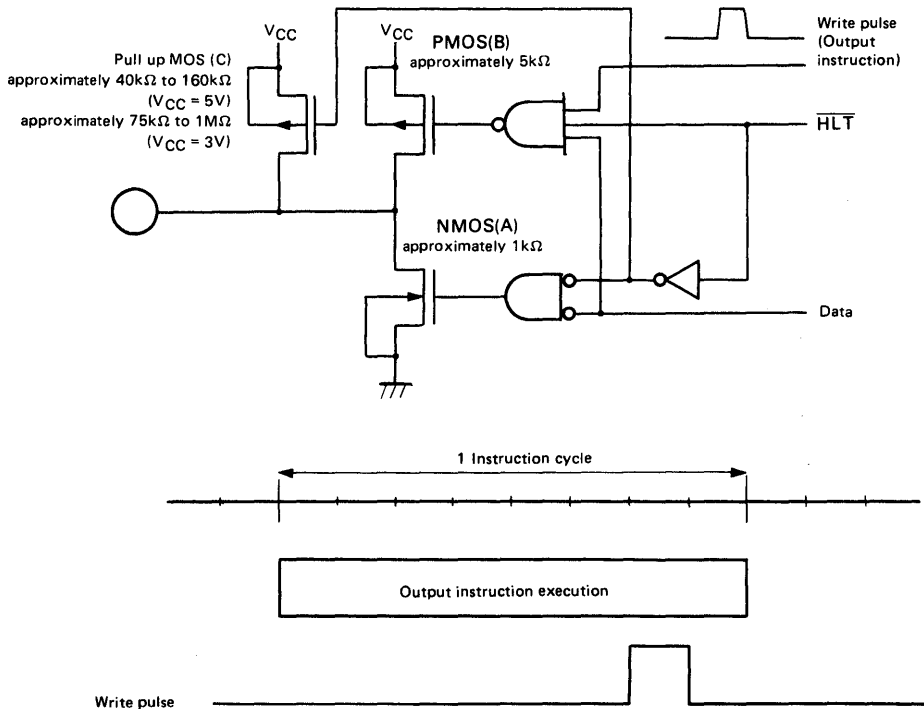 Pull up MOS (C)
approximately 40kΩ to 160kΩ
(VCC = 5V)
approximately 75kΩ to 1MΩ
(VCC = 3V)
VCC
VCC
PMOS(B)
approximately 5kΩ
Write pulse
(Output
instruction)
HLT
NMOS(A)
approximately 1kΩ
Data
1 Instruction cycle
Output instruction execution
Write pulse